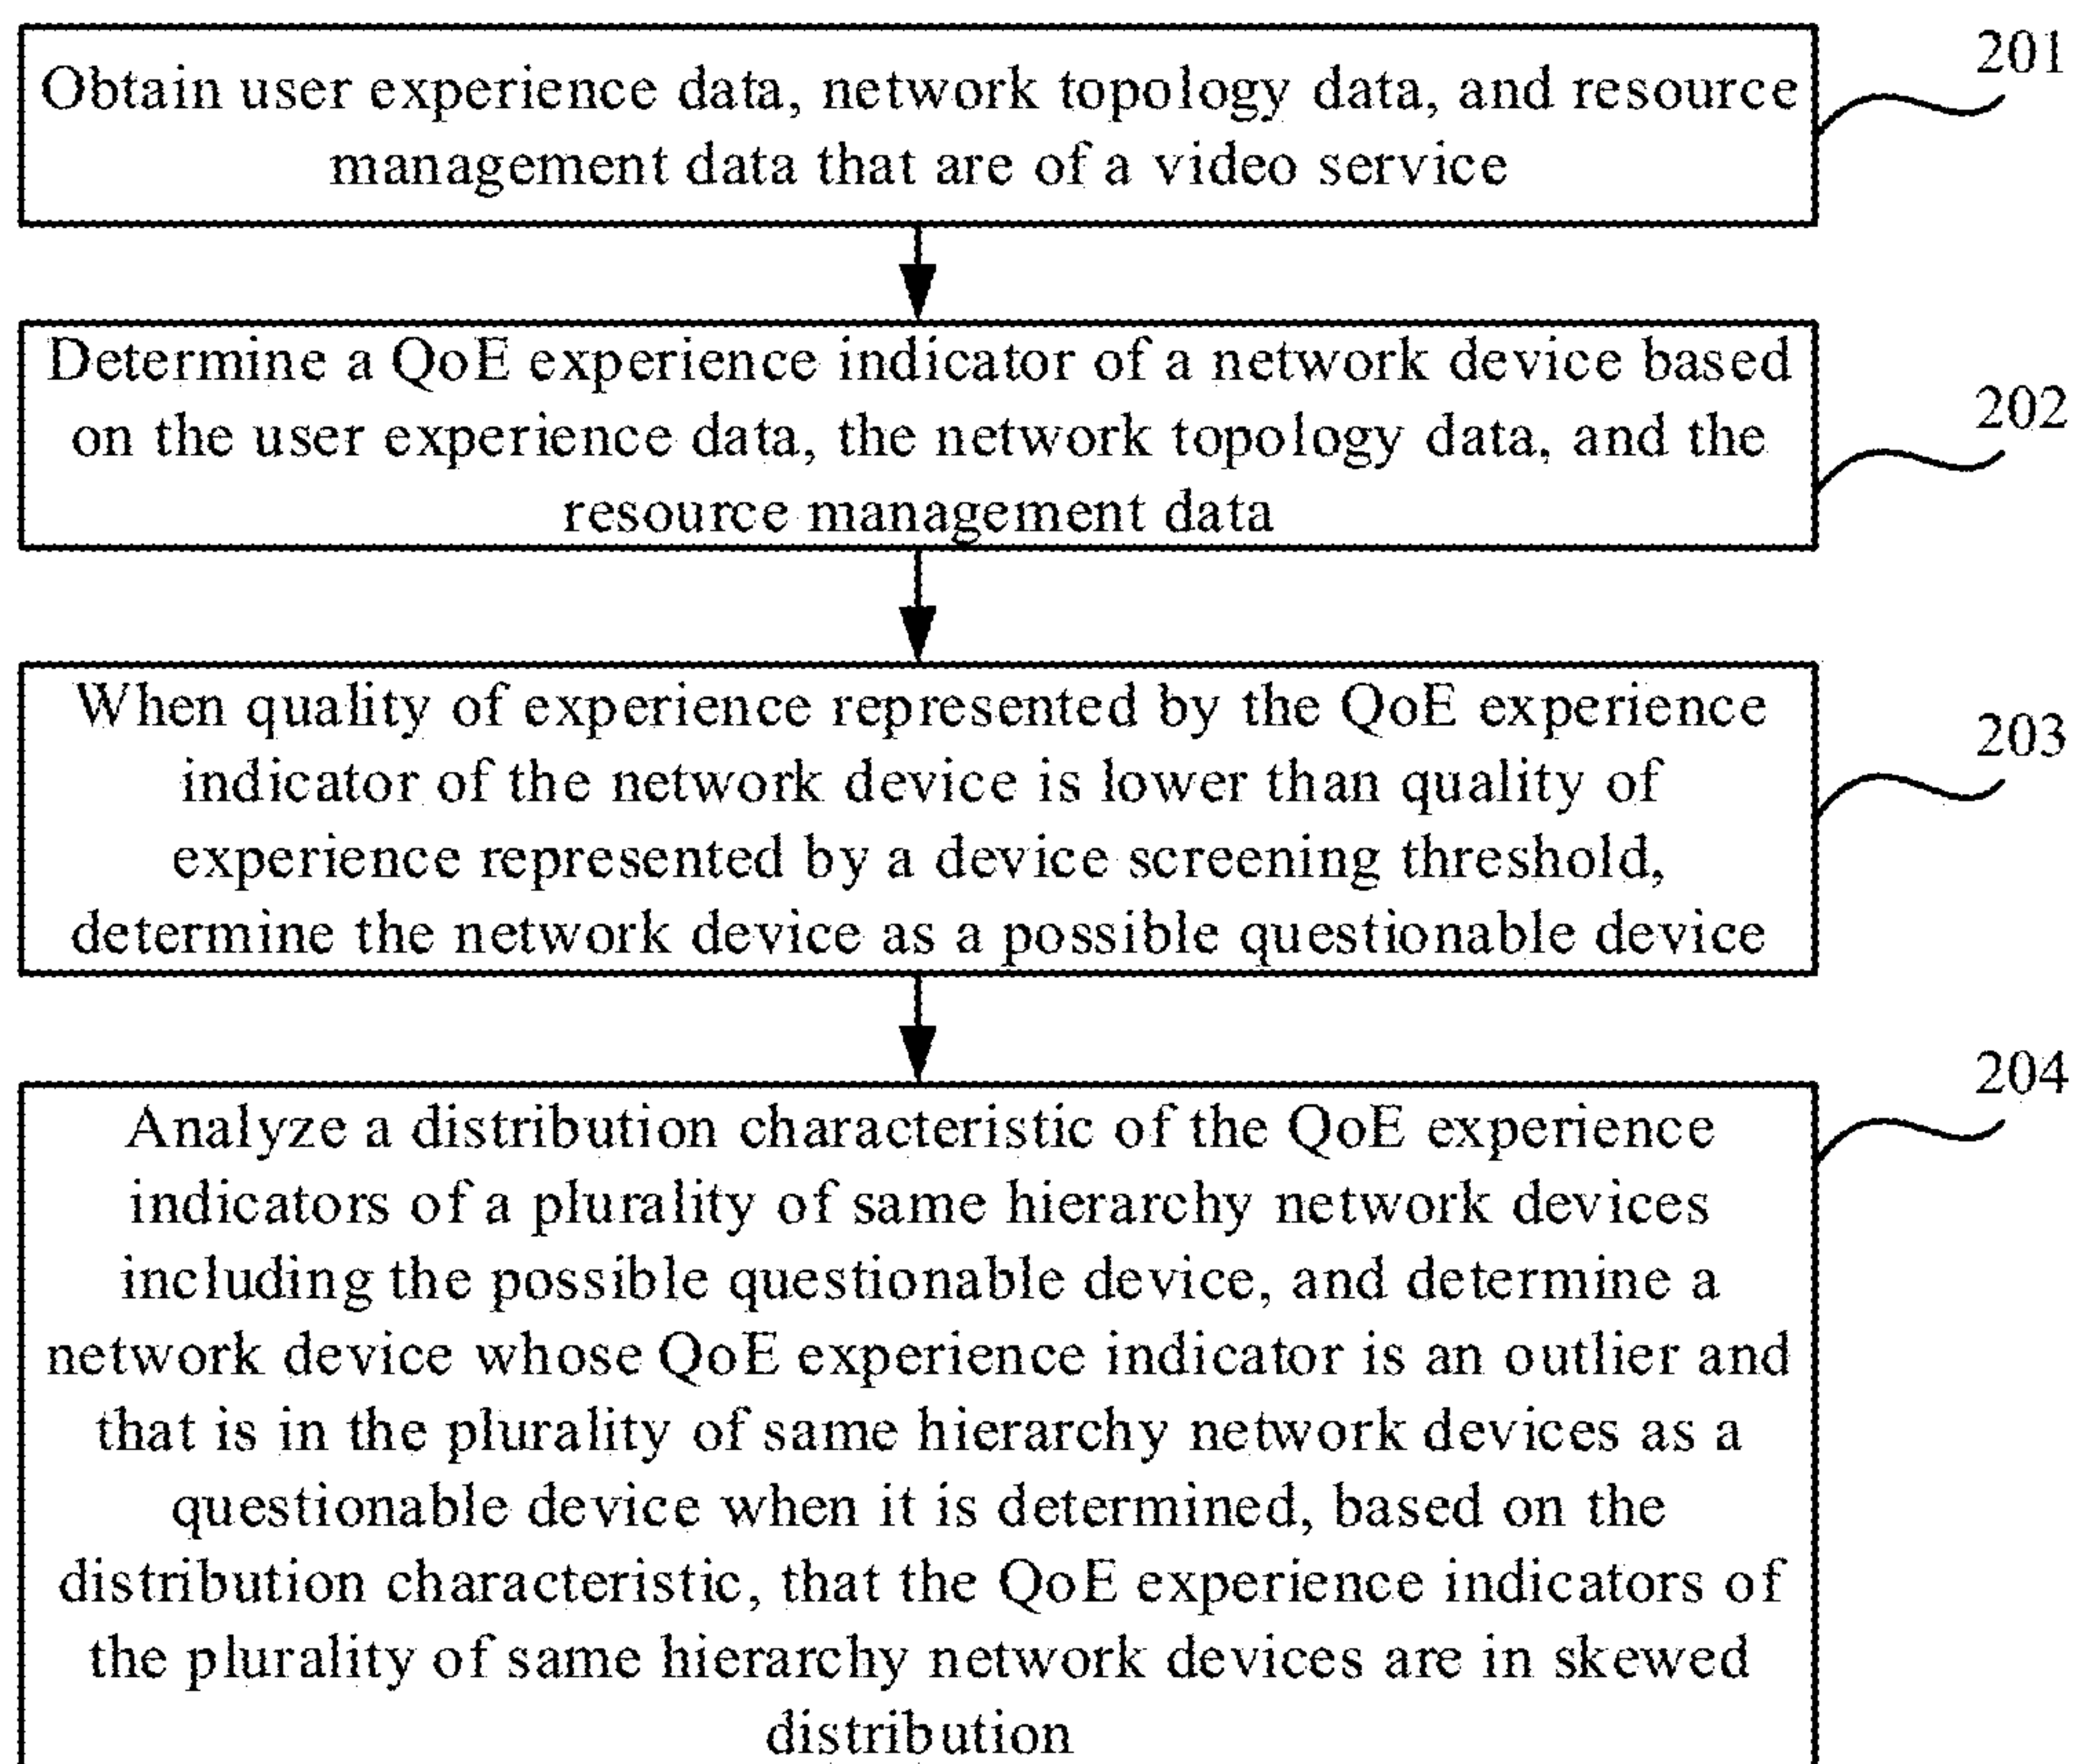 201
Obtain user experience data, network topology data, and resource
management data that are of a video service
Determine a QoE experience indicator of a network device based
202
on the user experience data, the network topology data, and the
resource management data
When quality of experience represented by the QoE experience
203
indicator of the network device is lower than quality of
experience represented by a device screening threshold,
determine the network device as a possible questionable device
204
Analyze a distribution characteristic of the QoE experience
indicators of a plurality of same hierarchy network devices
including the possible questionable device, and determine a
network device whose QoE experience indicator is an outlier and
that is in the plurality of same hierarchy network devices as a
questionable device when it is determined, based on the
distribution characteristic, that the QoE experience indicators of
the plurality of same hierarchy network devices are in skewed
distribution